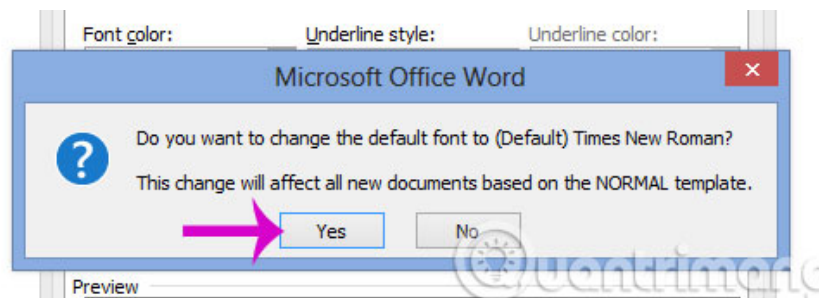 Font color: Underline style: Underline color:
Microsoft Office Word
Do you want to change the default font to (Default) Times New Roman?
This change will affect all new documents based on the NORMAL template.
Yes No
Quantrimang
Preview